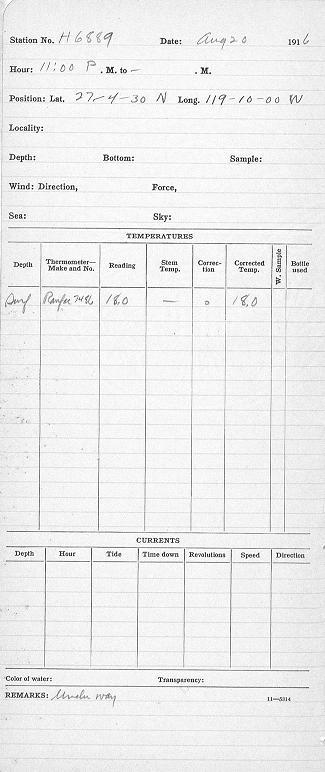 Station No. H6889 Date: Aug 20 1916
Hour: 11:00 P . M. to — . M.
Position: Lat. 27-4-30 N Long. 119-10-00 W
Locality:
Depth: Bottom: Sample:
Wind: Direction, Force,
Sea: Sky:
TEMPERATURES
Depth Thermometer—Make and No. Reading Stem Temp. Correction Corrected Temp. W. Sample Bottle used
Surf 7486 18.0 — 0 18.0
CURRENTS
Depth Hour Tide Time down Revolutions Speed Direction
Color of water: Transparency:
REMARKS: Under way
11—5314